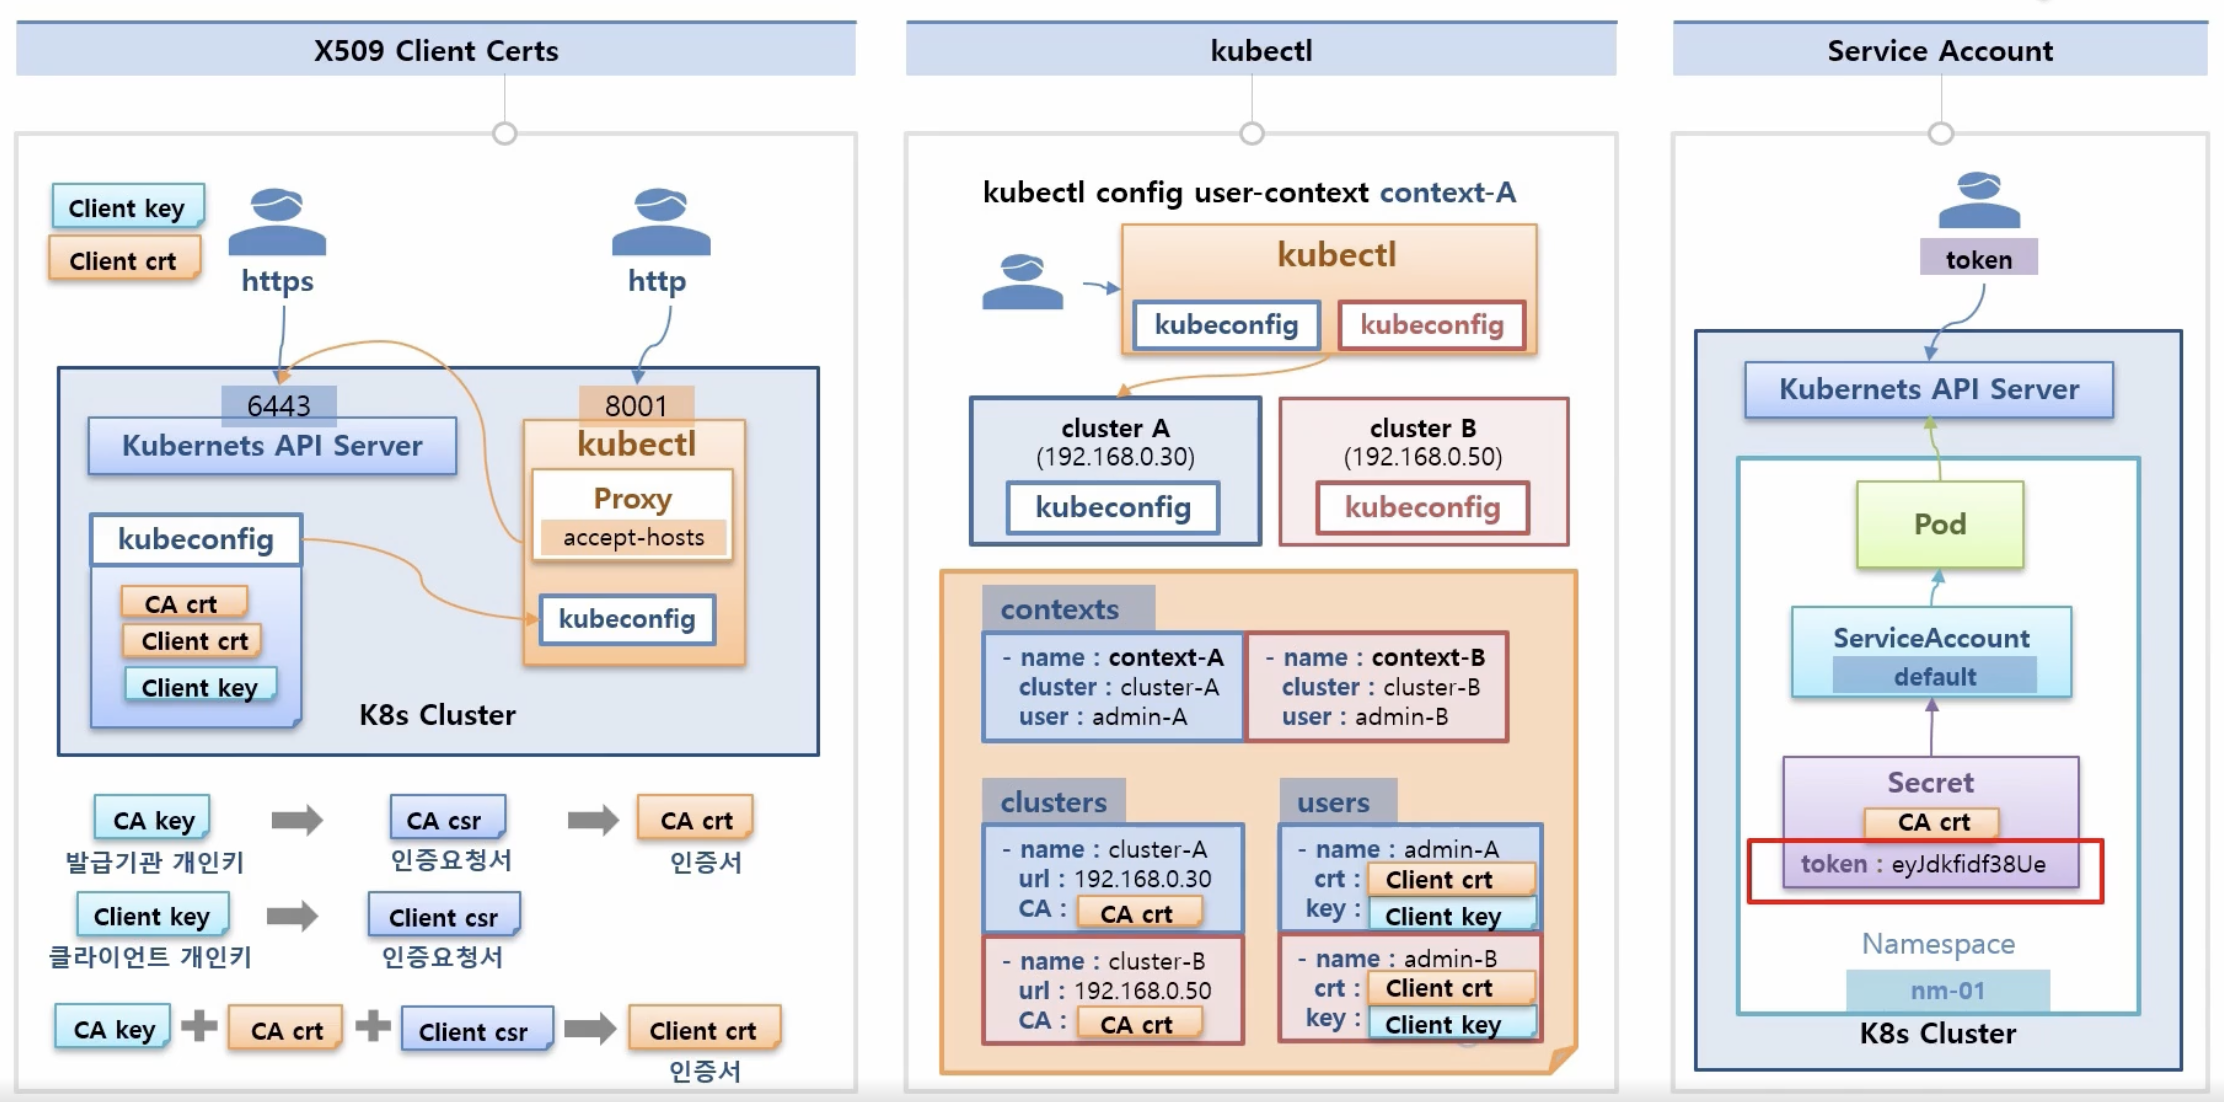 X509 Client Certs
Client key
Client crt
https
http
6443
Kubernets API Server
8001
kubectl
Proxy
accept-hosts
kubeconfig
kubeconfig
CA crt
Client crt
Client key
K8s Cluster
CA key
발급기관 개인키
CA csr
인증요청서
CA crt
인증서
Client key
클라이언트 개인키
Client csr
인증요청서
CA key
CA crt
Client csr
Client crt
인증서
kubectl
kubectl config user-context context-A
kubectl
kubeconfig
kubeconfig
cluster A
(192.168.0.30)
kubeconfig
cluster B
(192.168.0.50)
kubeconfig
contexts
- name : context-A
cluster : cluster-A
user : admin-A
- name : context-B
cluster : cluster-B
user : admin-B
clusters
- name : cluster-A
url : 192.168.0.30
CA : CA crt
- name : cluster-B
url : 192.168.0.50
CA : CA crt
users
- name : admin-A
crt : Client crt
key : Client key
- name : admin-B
crt : Client crt
key : Client key
Service Account
token
Kubernets API Server
Pod
ServiceAccount
default
Secret
CA crt
token : eyJdkfidf38Ue
Namespace
nm-01
K8s Cluster